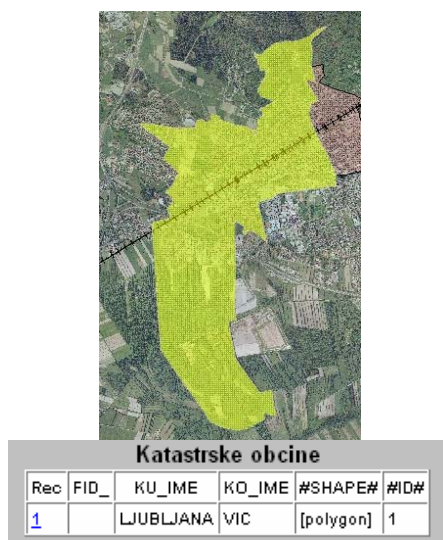 Katastrske obcine
Rec FID_ KU_IME KO_IME #SHAPE# #ID#
1 LJUBLJANA VIC [polygon] 1